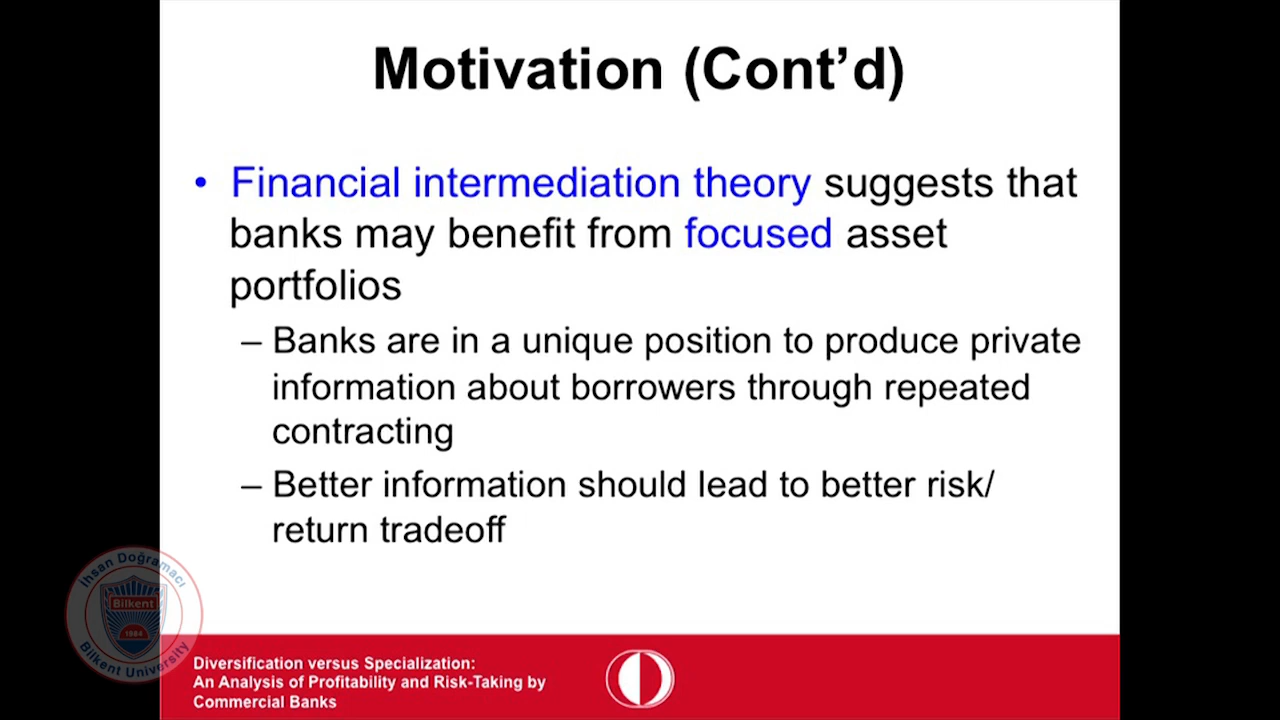 Motivation (Cont’d)
• Financial intermediation theory suggests that
banks may benefit from focused asset
portfolios
– Banks are in a unique position to produce private
information about borrowers through repeated
contracting
– Better information should lead to better risk/
return tradeoff
İhsan Doğramacı
Bilkent
1984
Bilkent University
Diversification versus Specialization:
An Analysis of Profitability and Risk-Taking by
Commercial Banks